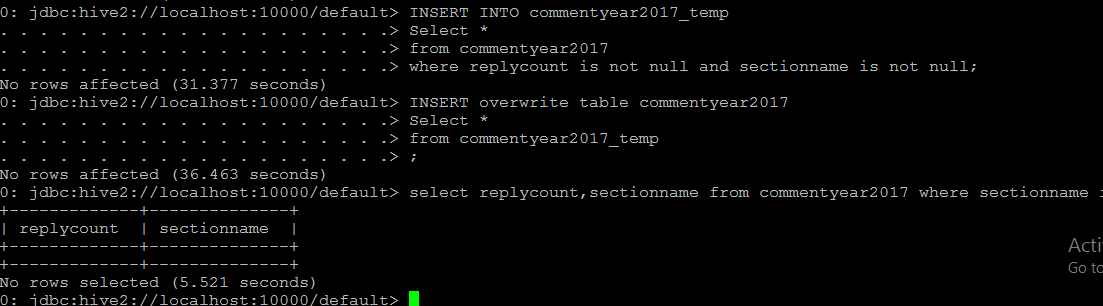 0: jdbc:hive2://localhost:10000/default> INSERT INTO commentyear2017_temp
. . . . . . . . . . . . . . . . . . . .> Select *
. . . . . . . . . . . . . . . . . . . .> from commentyear2017
. . . . . . . . . . . . . . . . . . . .> where replycount is not null and sectionname is not null;
No rows affected (31.377 seconds)
0: jdbc:hive2://localhost:10000/default> INSERT overwrite table commentyear2017
. . . . . . . . . . . . . . . . . . . .> Select *
. . . . . . . . . . . . . . . . . . . .> from commentyear2017_temp
. . . . . . . . . . . . . . . . . . . .> ;
No rows affected (36.463 seconds)
0: jdbc:hive2://localhost:10000/default> select replycount,sectionname from commentyear2017 where sectionname
+-------------+--------------+
| replycount  | sectionname  |
+-------------+--------------+
+-------------+--------------+
No rows selected (5.521 seconds)
0: jdbc:hive2://localhost:10000/default>
Go to